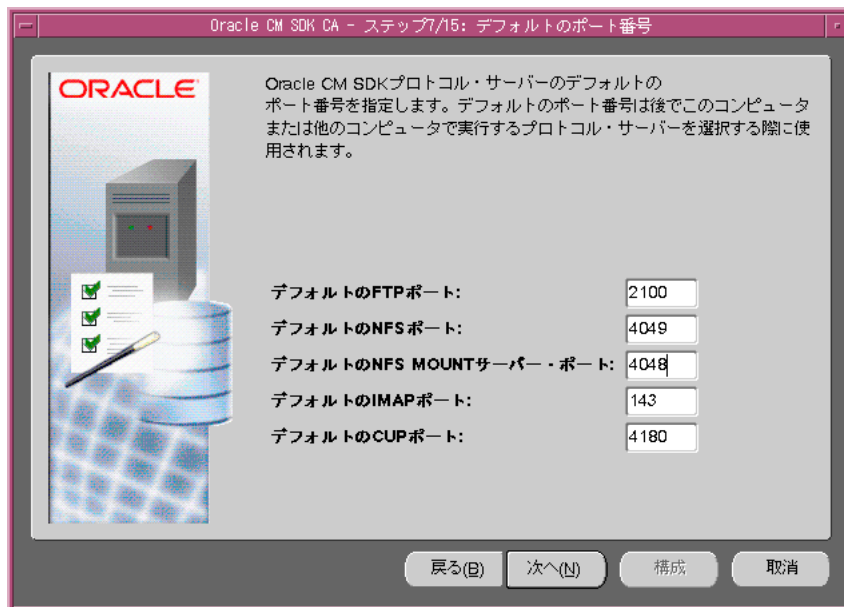 Oracle CM SDK CA - ステップ7/15: デフォルトのポート番号
ORACLE
Oracle CM SDKプロトコル・サーバーのデフォルトの
ポート番号を指定します。デフォルトのポート番号は後でこのコンピュータ
または他のコンピュータで実行するプロトコル・サーバーを選択する際に使
用されます。
デフォルトのFTPポート: 2100
デフォルトのNFSポート: 4049
デフォルトのNFS MOUNTサーバー・ポート: 4048
デフォルトのIMAPポート: 143
デフォルトのCUPポート: 4180
戻る(B) 次へ(N) 構成 取消